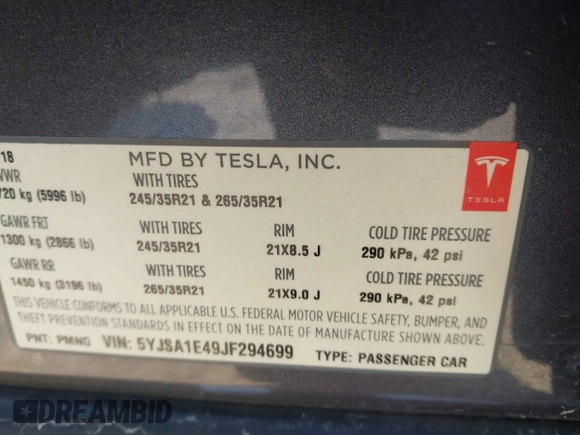 18 MFD BY TESLA, INC.
VWR WITH TIRES
720 kg (5996 lb) 245/35R21 & 265/35R21
TESLA
GAWR FRT WITH TIRES RIM COLD TIRE PRESSURE
1300 kg (2866 lb) 245/35R21 21X8.5 J 290 kPa, 42 psi
GAWR RR WITH TIRES RIM COLD TIRE PRESSURE
1450 kg (3196 lb) 265/35R21 21X9.0 J 290 kPa, 42 psi
THIS VEHICLE CONFORMS TO ALL APPLICABLE U.S. FEDERAL MOTOR VEHICLE SAFETY, BUMPER, AND
THEFT PREVENTION STANDARDS IN EFFECT ON THE DATE OF MANUFACTURE SHOWN ABOVE.
PNT: PMNG VIN: 5YJSA1E49JF294699 TYPE: PASSENGER CAR
DREAMBID